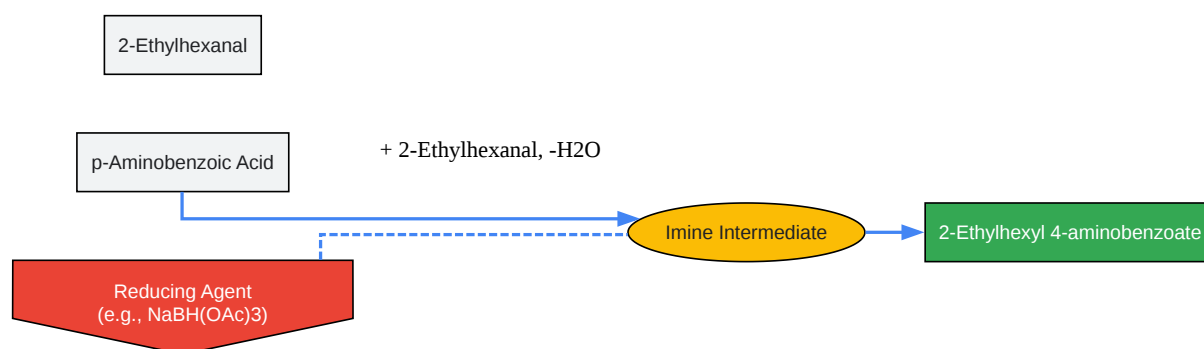 2-Ethylhexanal
p-Aminobenzoic Acid
+ 2-Ethylhexanal, -H2O
Imine Intermediate
2-Ethylhexyl 4-aminobenzoate
Reducing Agent
(e.g., NaBH(OAc)3)